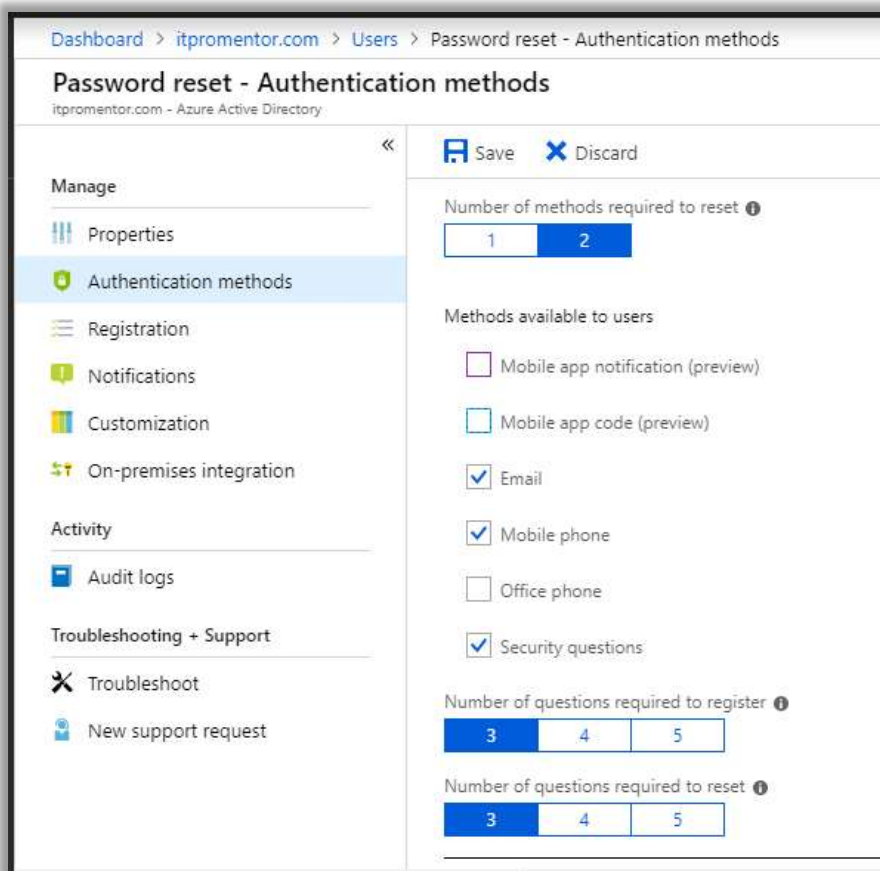 Dashboard > itpromentor.com > Users > Password reset - Authentication methods
Password reset - Authentication methods
itpromentor.com - Azure Active Directory
«
Manage
Properties
Authentication methods
Registration
Notifications
Customization
On-premises integration
Activity
Audit logs
Troubleshooting + Support
Troubleshoot
New support request
Save Discard
Number of methods required to reset
1 2
Methods available to users
Mobile app notification (preview)
Mobile app code (preview)
Email
Mobile phone
Office phone
Security questions
Number of questions required to register
3 4 5
Number of questions required to reset
3 4 5